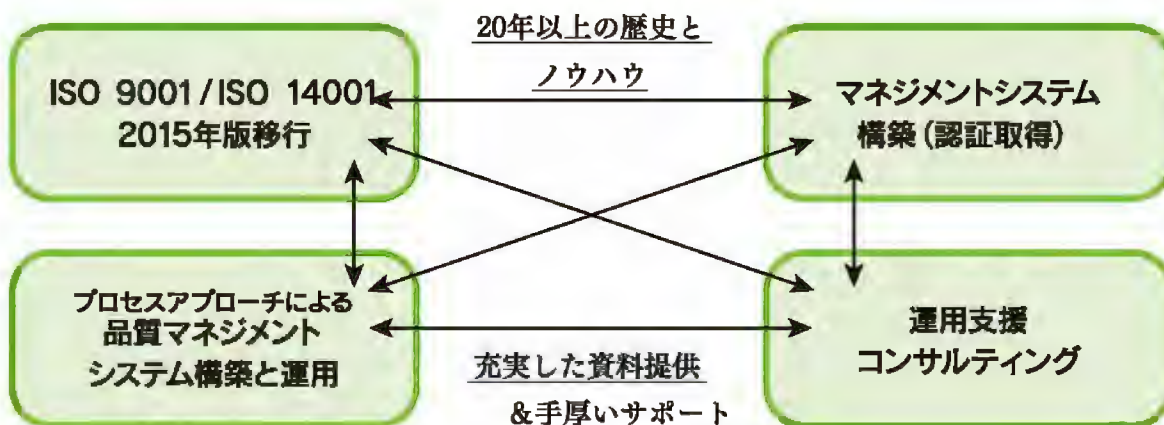 20年以上の歴史と
ノウハウ
ISO 9001/ISO 14001
2015年版移行
マネジメントシステム
構築(認証取得)
プロセスアプローチによる
品質マネジメント
システム構築と運用
運用支援
コンサルティング
充実した資料提供
&手厚いサポート